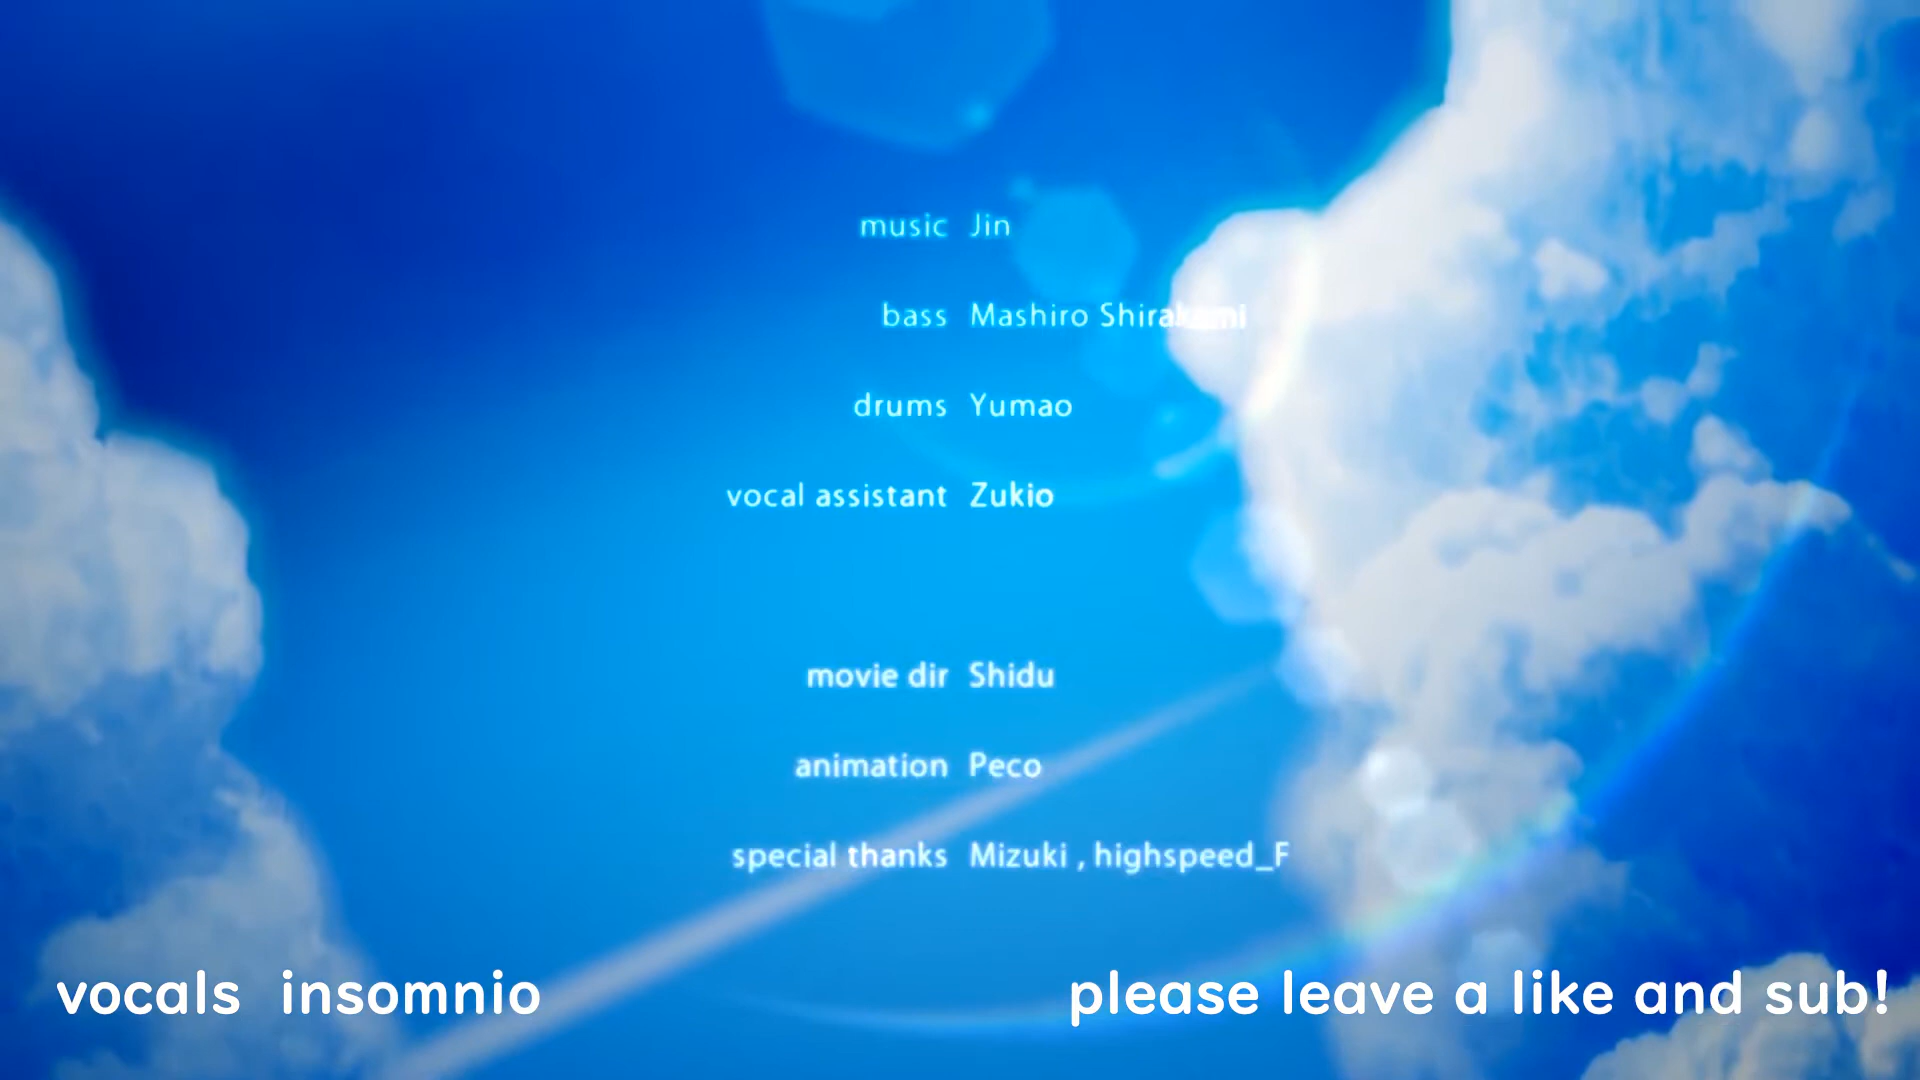 music Jin
bass Mashiro Shirakami
drums Yumao
vocal assistant Zukio
movie dir Shidu
animation Peco
special thanks Mizuki , highspeed_F
vocals insomnio
please leave a like and sub!